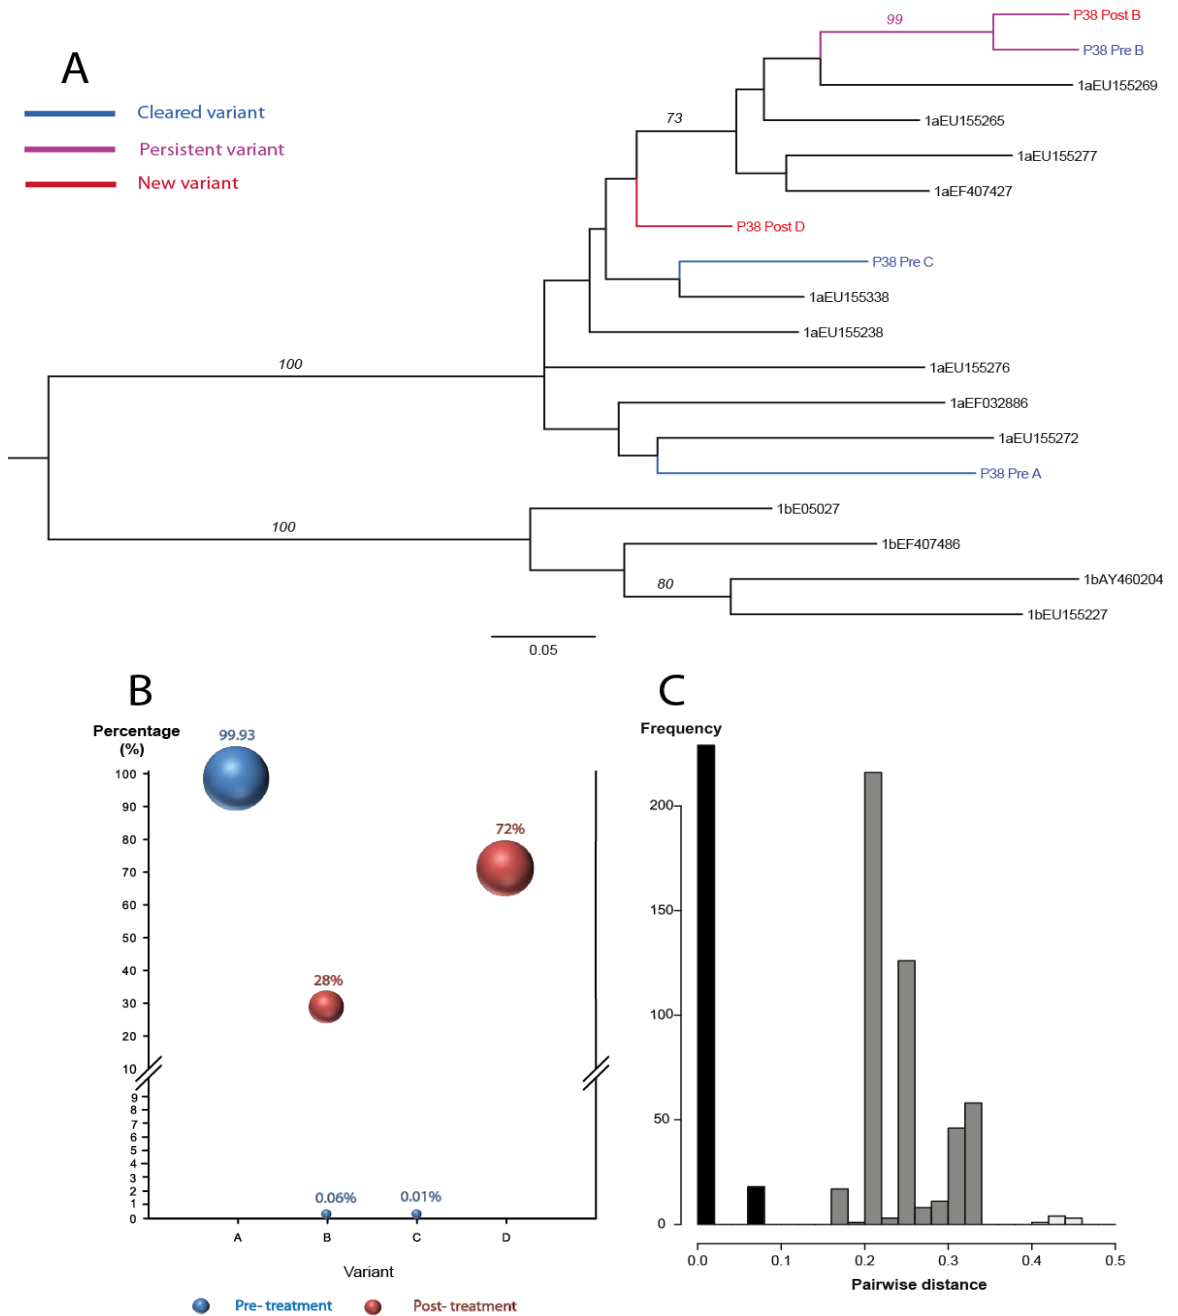 A
Cleared variant
Persistent variant
New variant
99
P38 Post B
P38 Pre B
1aEU155269
73
1aEU155265
1aEU155277
1aEF407427
P38 Post D
P38 Pre C
1aEU155338
1aEU155238
100
1aEU155276
1aEF032886
1aEU155272
P38 Pre A
1bE05027
100
1bEF407486
80
1bAY460204
1bEU155227
0.05
B
Percentage
(%)
99.93
100
90
80
70
60
50
40
30
20
10
9
8
7
6
5
4
3
2
1
0
72%
28%
0.06%
0.01%
A B C D
Variant
Pre- treatment Post- treatment
C
Frequency
200
150
100
50
0
0.0 0.1 0.2 0.3 0.4 0.5
Pairwise distance